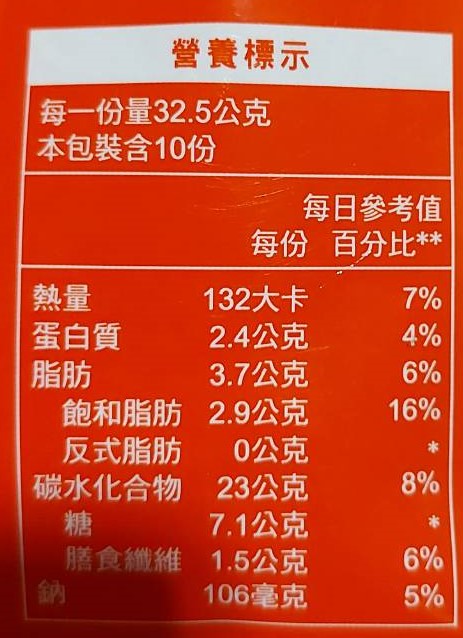 營養標示
每一份量32.5公克
本包裝含10份
每日參考值
每份 百分比**
熱量 132大卡 7%
蛋白質 2.4公克 4%
脂肪 3.7公克 6%
飽和脂肪 2.9公克 16%
反式脂肪 0公克 *
碳水化合物 23公克 8%
糖 7.1公克 *
膳食纖維 1.5公克 6%
鈉 106毫克 5%